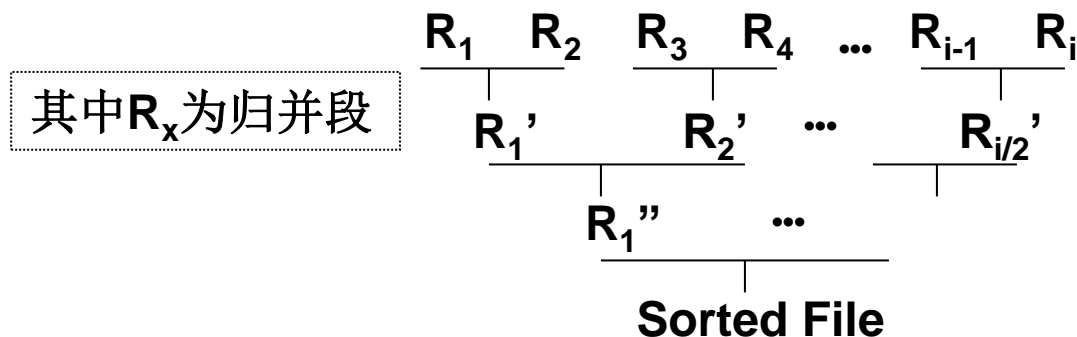 R₁ R₂ R₃ R₄ ••• Rᵢ₋₁ Rᵢ
其中Rₓ为归并段
R₁’ R₂’ ••• R_{i/2}’
R₁’’ •••
Sorted File